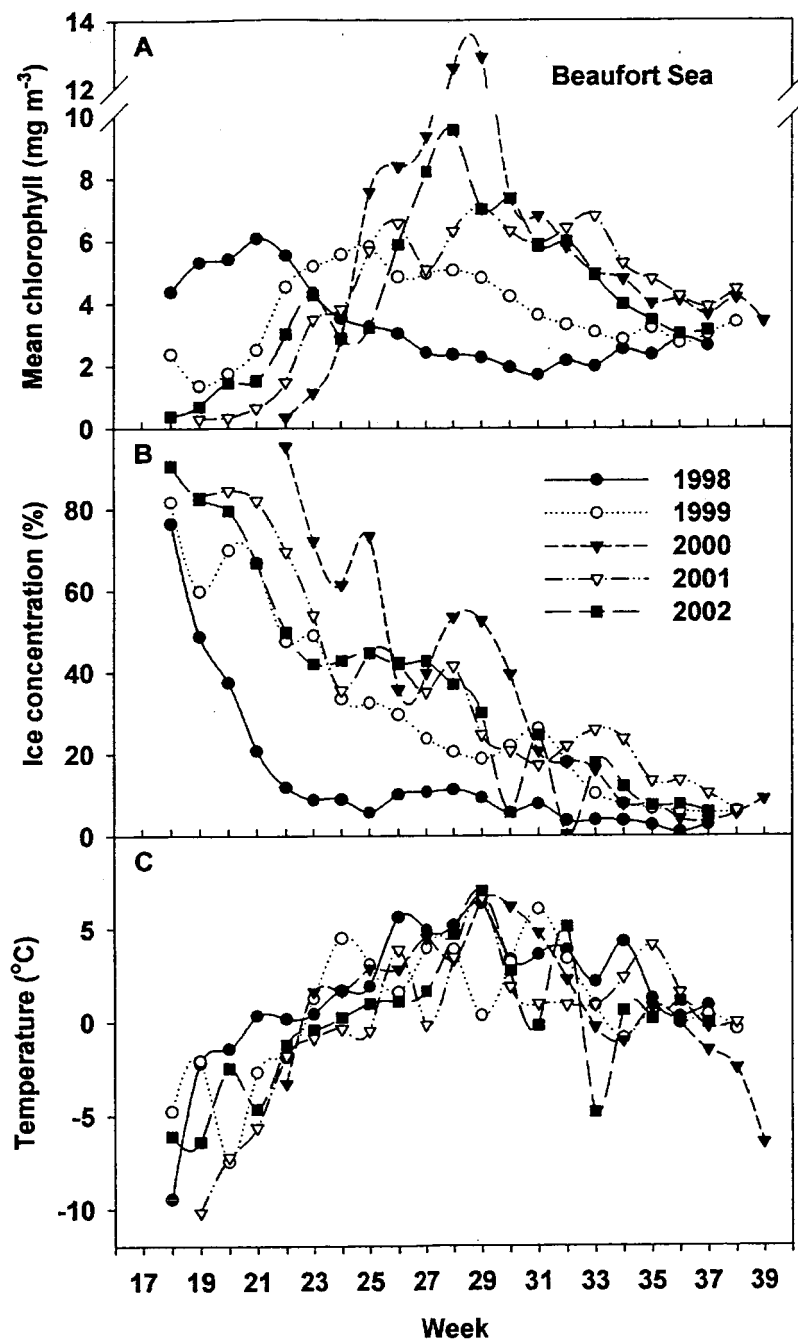 14
A
Beaufort Sea
12
10
8
6
4
2
0
Mean chlorophyll (mg m⁻³)
B
80
60
40
20
0
Ice concentration (%)
1998
1999
2000
2001
2002
C
5
0
-5
-10
Temperature (°C)
17 19 21 23 25 27 29 31 33 35 37 39
Week